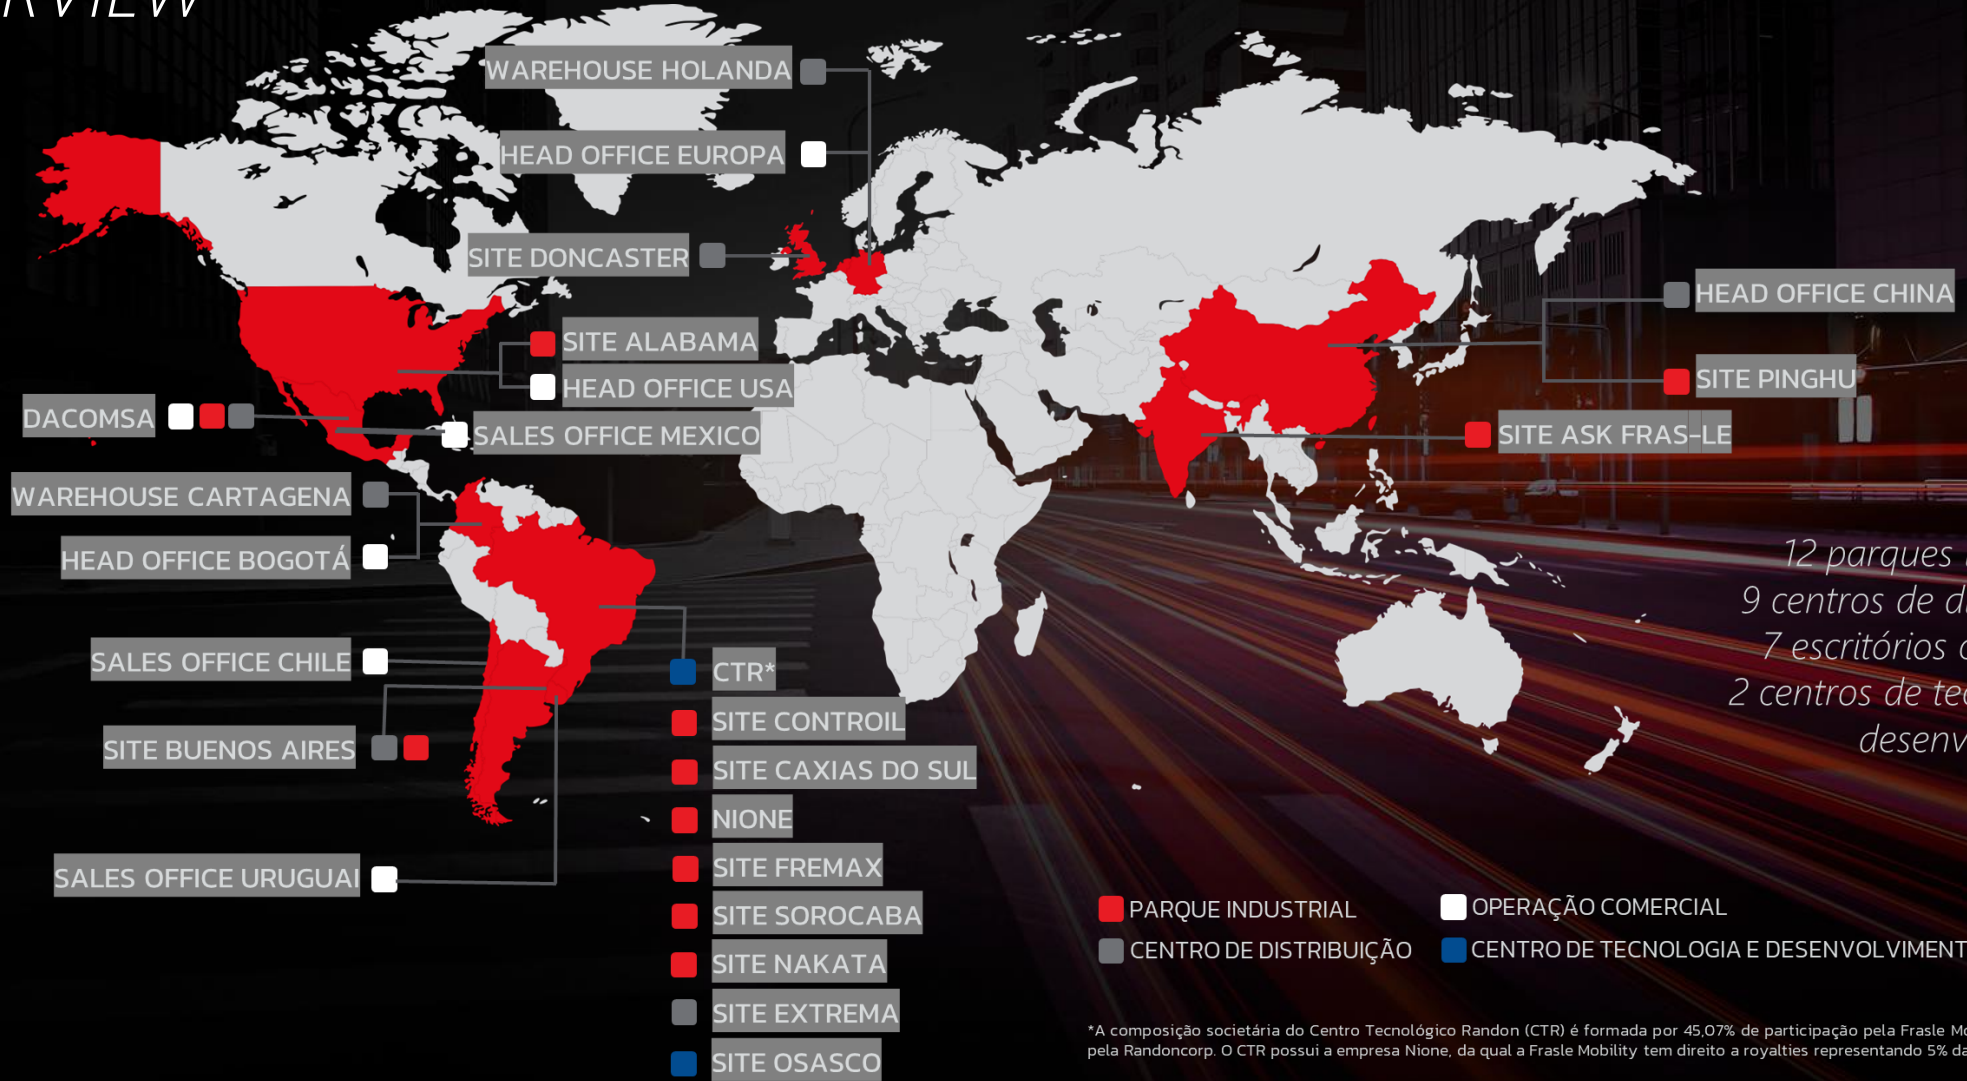 WAREHOUSE HOLANDA
HEAD OFFICE EUROPA
SITE DONCASTER
SITE ALABAMA
HEAD OFFICE USA
DACOMSA
SALES OFFICE MEXICO
WAREHOUSE CARTAGENA
HEAD OFFICE BOGOTÁ
SALES OFFICE CHILE
SITE BUENOS AIRES
SALES OFFICE URUGUAI
CTR*
SITE CONTROIL
SITE CAXIAS DO SUL
NIONE
SITE FREMAX
SITE SOROCABA
SITE NAKATA
SITE EXTREMA
SITE OSASCO
HEAD OFFICE CHINA
SITE PINGHU
SITE ASK FRAS-LE
12 parques
9 centros de
7 escritórios
2 centros de
PARQUE INDUSTRIAL
OPERAÇÃO COMERCIAL
CENTRO DE DISTRIBUIÇÃO
CENTRO DE TECNOLOGIA E DESENVOLVIMENT
*A composição societária do Centro Tecnológico Randon (CTR) é formada por 45,07% de participação pela Frasle
pela Randoncorp. O CTR possui a empresa Nione, da qual a Frasle Mobility tem direito a royalties representando 5% da